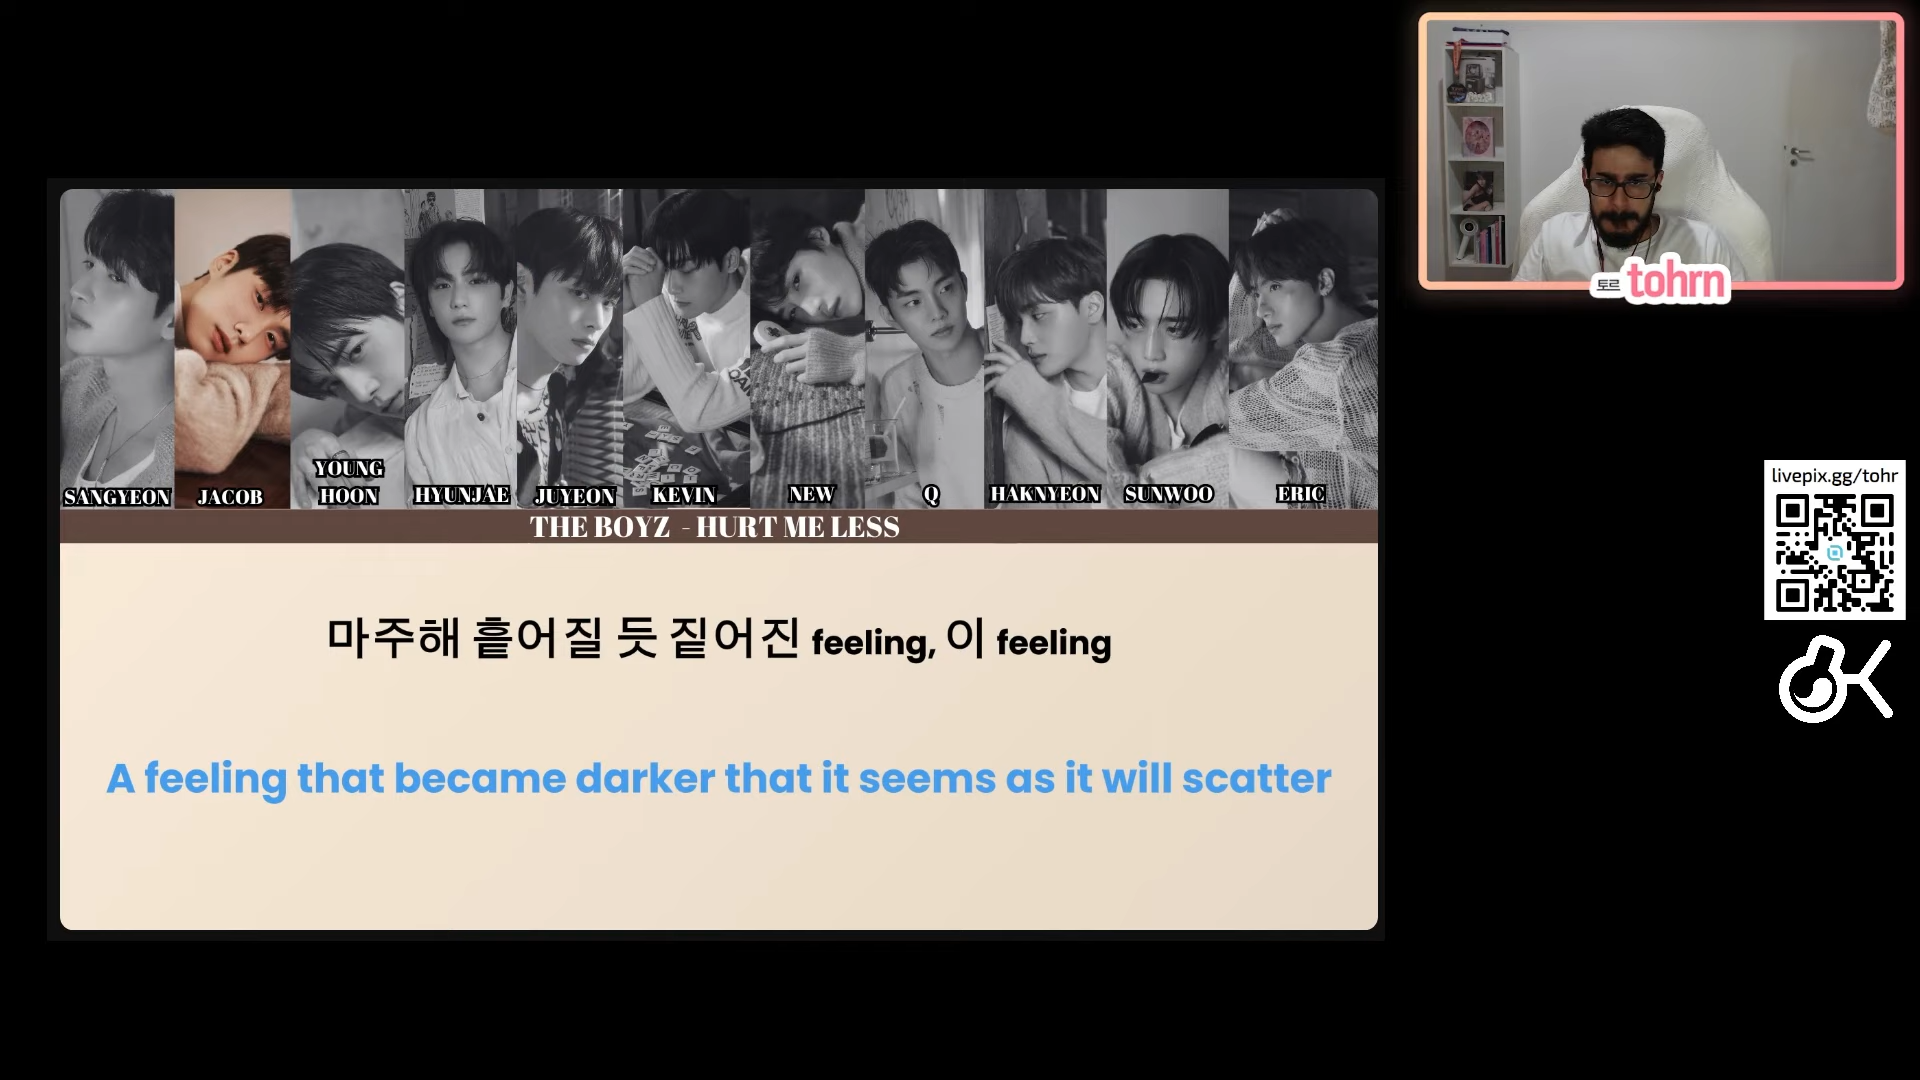 SANGYEON
JACOB
YOUNG
HOON
HYUNJAE
JUYEON
KEVIN
NEW
Q
HAKNYEON
SUNWOO
ERIC
THE BOYZ - HURT ME LESS
마주해 흩어질 듯 짙어진 feeling, 이 feeling
A feeling that became darker that it seems as it will scatter
토르 tohrn
livepix.gg/tohr